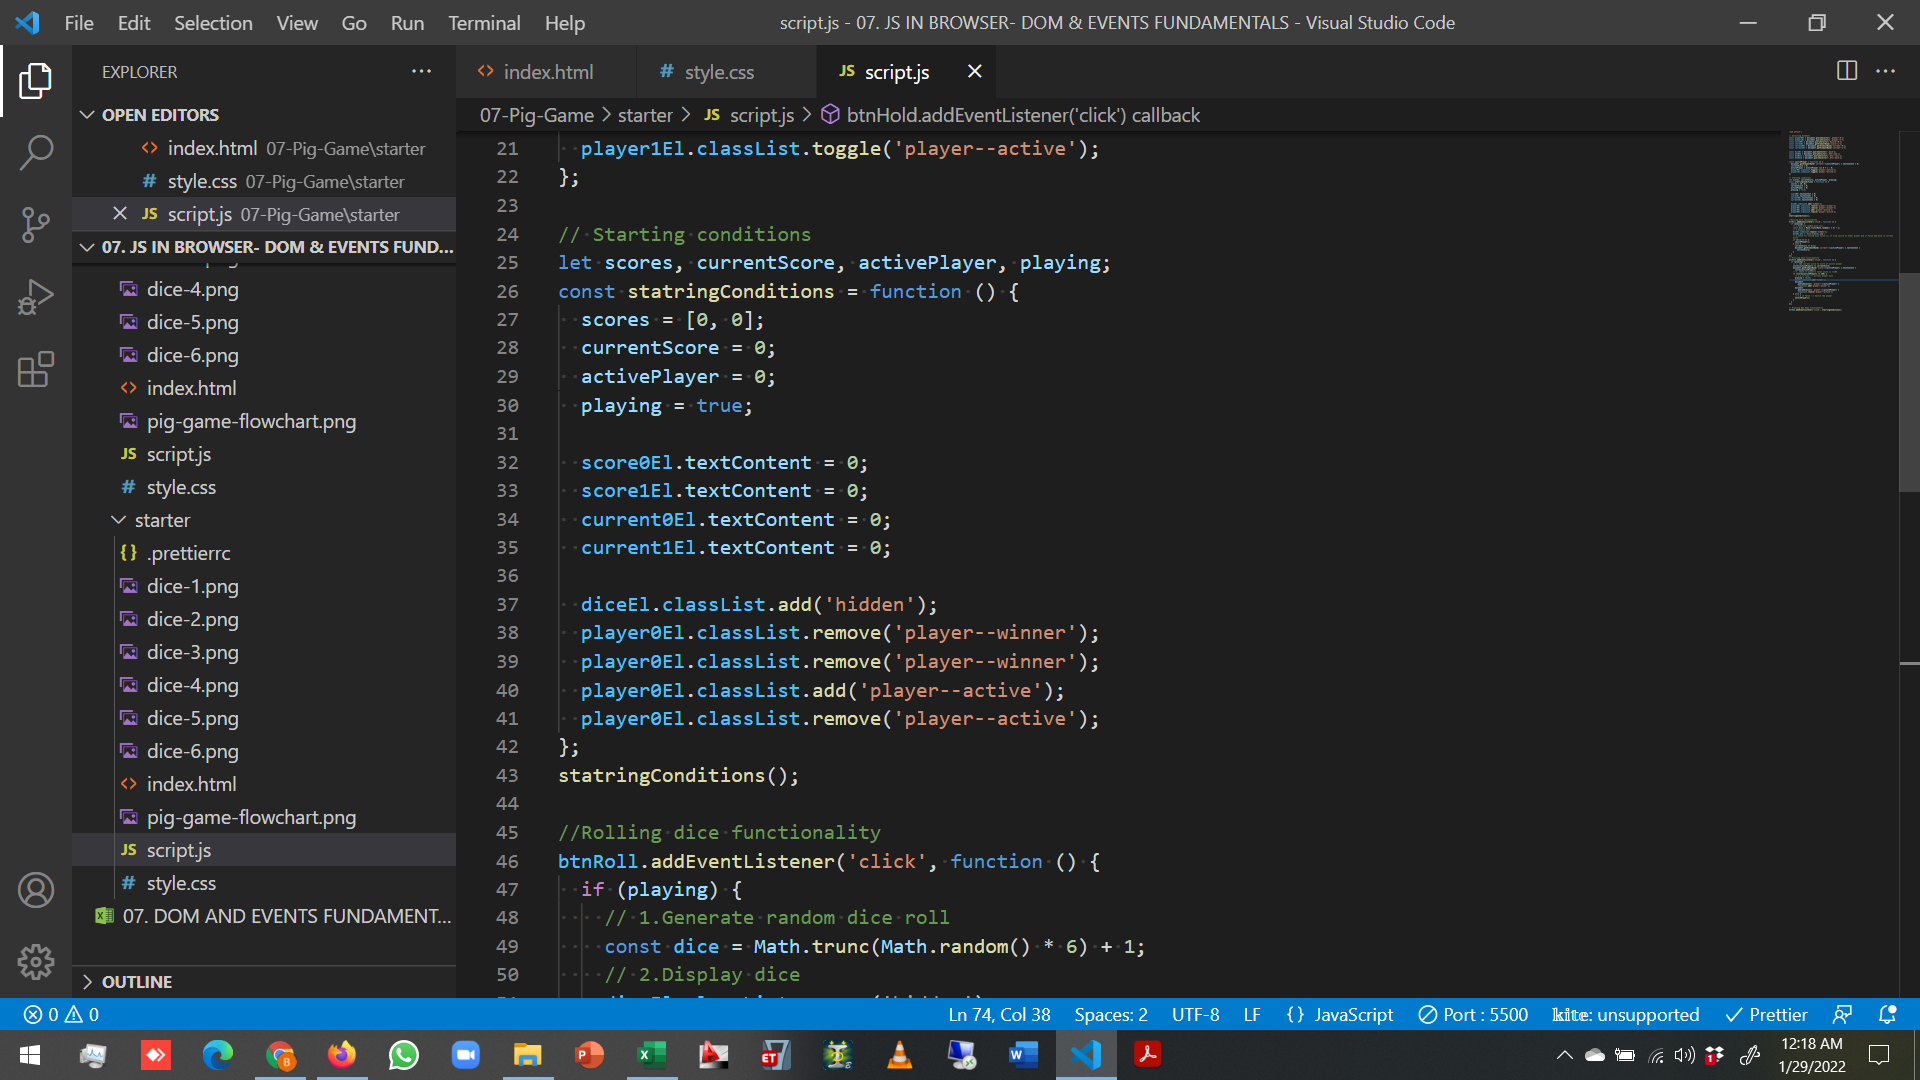 File Edit Selection View Go Run Terminal Help
script.js - 07. JS IN BROWSER- DOM & EVENTS FUNDAMENTALS - Visual Studio Code
EXPLORER
OPEN EDITORS
index.html 07-Pig-Game\starter
style.css 07-Pig-Game\starter
JS script.js 07-Pig-Game\starter
07. JS IN BROWSER- DOM & EVENTS FUND...
dice-4.png
dice-5.png
dice-6.png
index.html
pig-game-flowchart.png
JS script.js
# style.css
starter
{} .prettierrc
dice-1.png
dice-2.png
dice-3.png
dice-4.png
dice-5.png
dice-6.png
index.html
pig-game-flowchart.png
JS script.js
# style.css
07. DOM AND EVENTS FUNDAMENT...
OUTLINE
index.html # style.css JS script.js
07-Pig-Game > starter > JS script.js > btnHold.addEventListener('click') callback
21 player1El.classList.toggle('player--active');
22 };
23
24 // Starting conditions
25 let scores, currentScore, activePlayer, playing;
26 const statringConditions = function () {
27 scores = [0, 0];
28 currentScore = 0;
29 activePlayer = 0;
30 playing = true;
31
32 score0El.textContent = 0;
33 score1El.textContent = 0;
34 current0El.textContent = 0;
35 current1El.textContent = 0;
36
37 diceEl.classList.add('hidden');
38 player0El.classList.remove('player--winner');
39 player0El.classList.remove('player--winner');
40 player0El.classList.add('player--active');
41 player0El.classList.remove('player--active');
42 };
43 statringConditions();
44
45 //Rolling dice functionality
46 btnRoll.addEventListener('click', function () {
47 if (playing) {
48 // 1.Generate random dice roll
49 const dice = Math.trunc(Math.random() * 6) + 1;
50 // 2.Display dice
0 0
Ln 74, Col 38 Spaces: 2 UTF-8 LF {} JavaScript Port : 5500 kite: unsupported Prettier
12:18 AM
1/29/2022